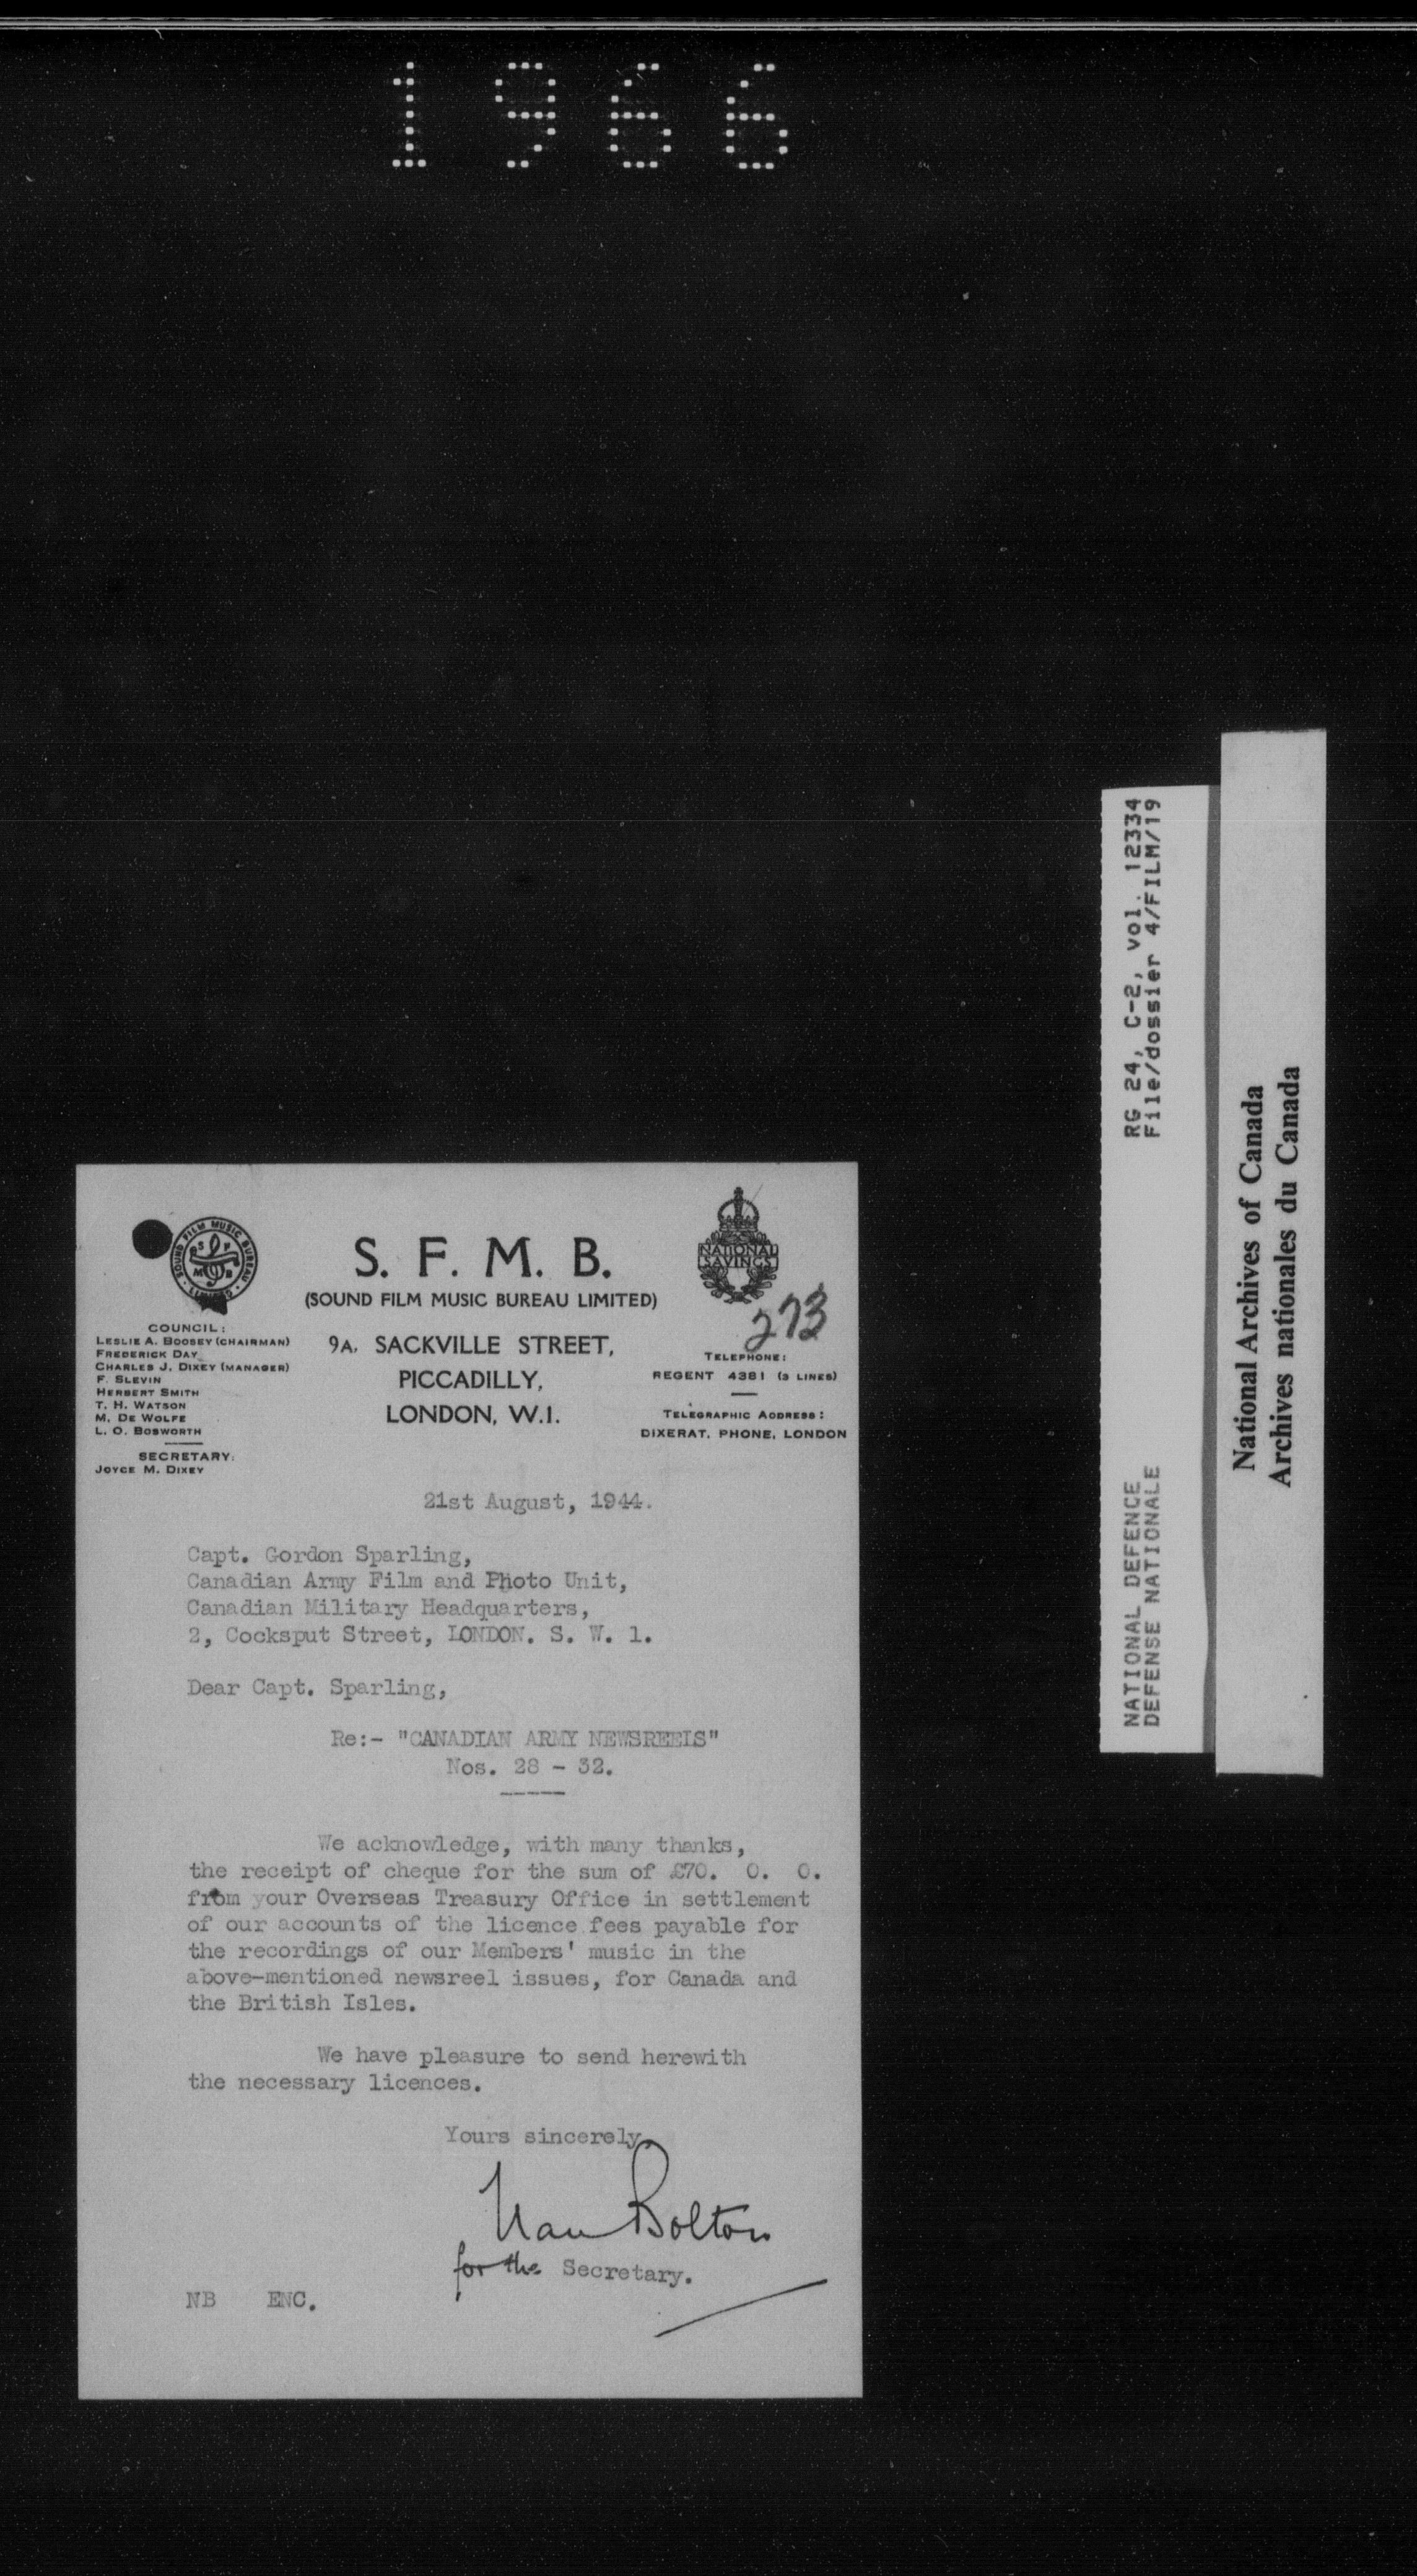 1966
SOUND FILM MUSIC BUREAU
LIMITED
S F
M B
S. F. M. B.
(SOUND FILM MUSIC BUREAU LIMITED)
9A, SACKVILLE STREET,
PICCADILLY,
LONDON, W.1.
NATIONAL
SAVINGS
273
COUNCIL:
LESLIE A. BOOSEY (CHAIRMAN)
FREDERICK DAY
CHARLES J. DIXEY (MANAGER)
F. SLEVIN
HERBERT SMITH
T. H. WATSON
M. DE WOLFE
L. O. BOSWORTH
SECRETARY:
JOYCE M. DIXEY
TELEPHONE:
REGENT 4381 (3 LINES)
TELEGRAPHIC ADDRESS:
DIXERAT, PHONE, LONDON
21st August, 1944.
Capt. Gordon Sparling,
Canadian Army Film and Photo Unit,
Canadian Military Headquarters,
2, Cocksput Street, LONDON. S. W. 1.
Dear Capt. Sparling,
Re:- "CANADIAN ARMY NEWSREEIS"
Nos. 28 - 32.
We acknowledge, with many thanks,
the receipt of cheque for the sum of £70. 0. 0.
from your Overseas Treasury Office in settlement
of our accounts of the licence fees payable for
the recordings of our Members' music in the
above-mentioned newsreel issues, for Canada and
the British Isles.
We have pleasure to send herewith
the necessary licences.
Yours sincerely,
Nan Bolton
for the Secretary.
NB ENC.
RG 24, C-2, vol. 12334
File/dossier 4/FILM/19
NATIONAL DEFENCE
DEFENSE NATIONALE
National Archives of Canada
Archives nationales du Canada